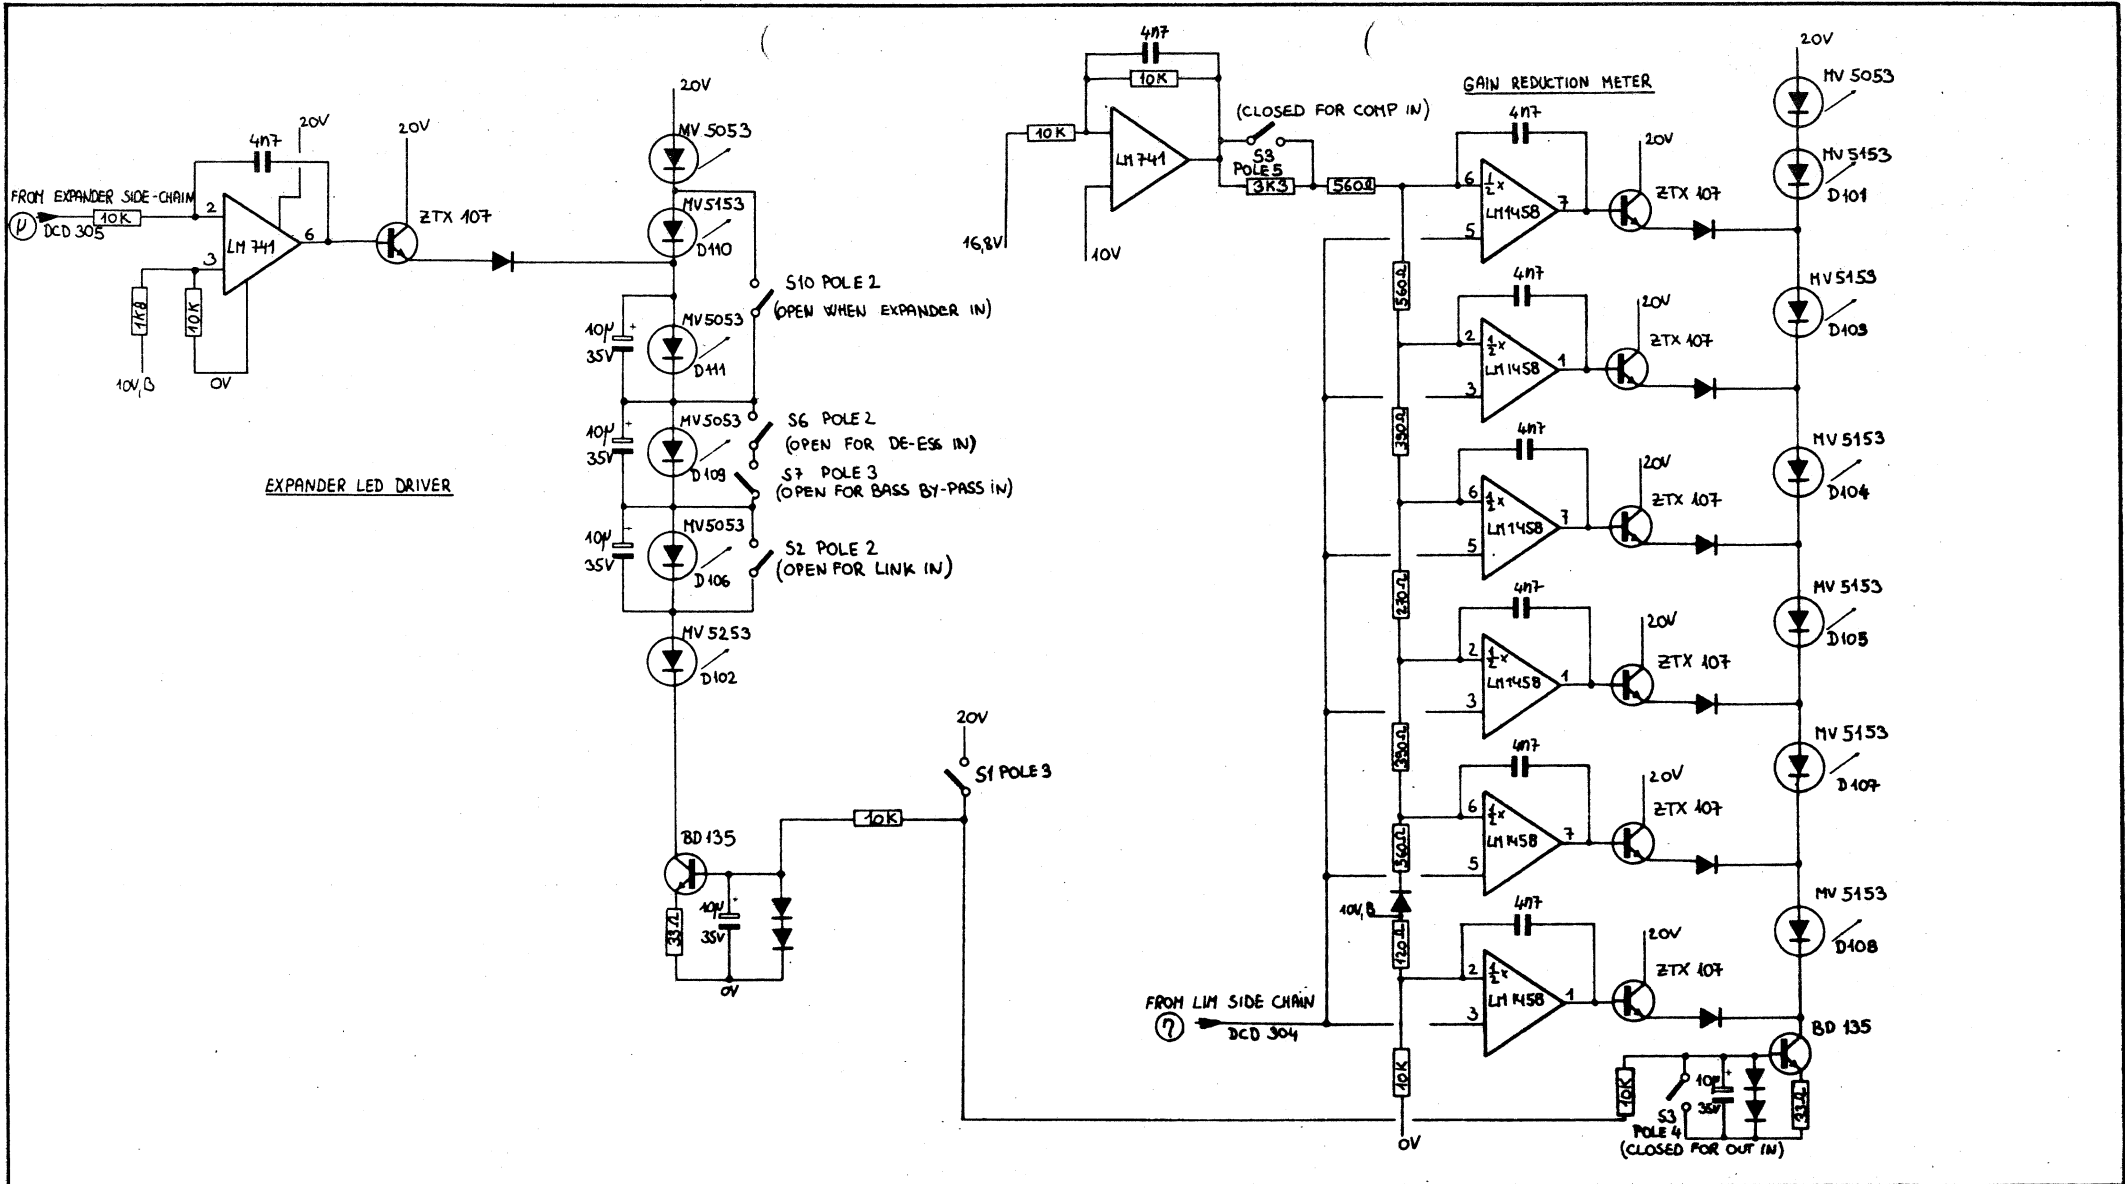 EXPANDER LED DRIVER
FROM EXPANDER SIDE-CHAIN
μ
DCD 305
10K
4n7
20V
2
3
6
LM 741
1K8
10K
10V,B
0V
20V
ZTX 107
20V
MV 5053
MV5153
D110
S10 POLE 2
(OPEN WHEN EXPANDER IN)
10μ
+
35V
MV5053
D111
10μ
+
35V
MV5053
D109
S6 POLE 2
(OPEN FOR DE-ESS IN)
S7 POLE 3
(OPEN FOR BASS BY-PASS IN)
10μ
+
35V
MV5053
D106
S2 POLE 2
(OPEN FOR LINK IN)
MV 5253
D102
BD 135
33Ω
10μ
+
35V
0V
10K
20V
S1 POLE 3
4n7
10K
10K
LM741
16,8V
10V
(CLOSED FOR COMP IN)
S3
POLE 5
3K3
560Ω
GAIN REDUCTION METER
4n7
6
1/2x
LM1458
7
5
20V
ZTX 107
560Ω
4n7
2
1/2x
LM1458
1
3
20V
ZTX 107
390Ω
4n7
6
1/2x
LM1458
7
5
20V
ZTX 107
270Ω
4n7
2
1/2x
LM1458
1
3
20V
ZTX 107
390Ω
4n7
6
1/2x
LM1458
7
5
20V
ZTX 107
560Ω
10V,B
120Ω
4n7
2
1/2x
LM1458
1
3
20V
ZTX 107
FROM LIM SIDE CHAIN
η
DCD 304
10K
0V
20V
MV 5053
MV 5153
D101
MV5153
D103
MV 5153
D104
MV 5153
D105
MV 5153
D107
MV 5153
D108
BD 135
10K
S3
POLE 4
(CLOSED FOR OUT IN)
10μ
+
35V
33Ω